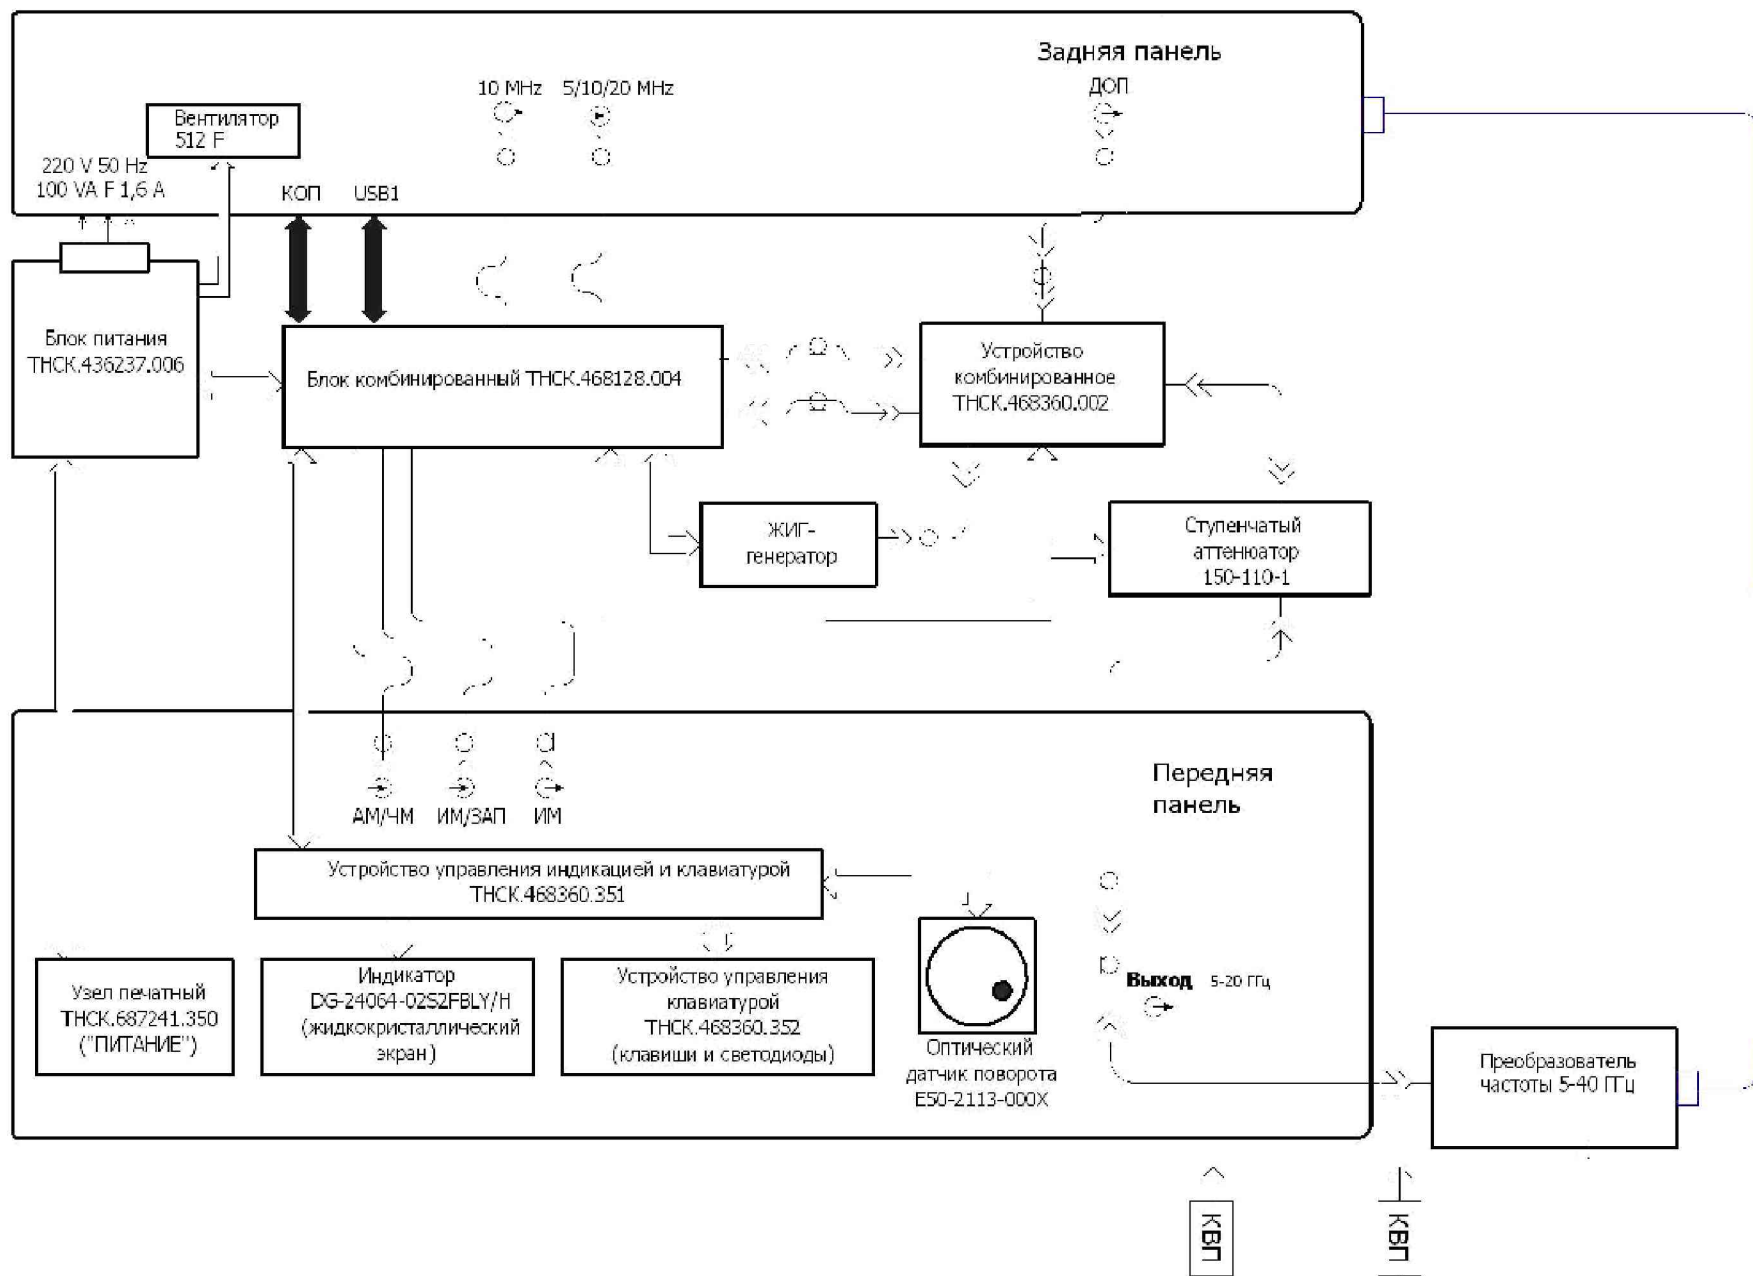 Задняя панель
10 MHz
5/10/20 MHz
ДОП
Вентилятор
512 F
220 V 50 Hz
100 VA F 1,6 A
КОП
USB1
Блок питания
ТНСК.436237.006
Блок комбинированный ТНСК.468128.004
Устройство
комбинированное
ТНСК.468360.002
ЖИГ-
генератор
Ступенчатый
аттенюатор
150-110-1
Передняя
панель
АМ/ЧМ
ИМ/ЗАП
ИМ
Устройство управления индикацией и клавиатурой
ТНСК.468360.351
Узел печатный
ТНСК.687241.350
("ПИТАНИЕ")
Индикатор
DG-24064-02S2FBLY/H
(жидкокристаллический
экран)
Устройство управления
клавиатурой
ТНСК.468360.352
(клавиши и светодиоды)
Оптический
датчик поворота
E50-2113-000X
Выход 5-20 ГГц
Преобразователь
частоты 5-40 ГГц
КВП
КВП